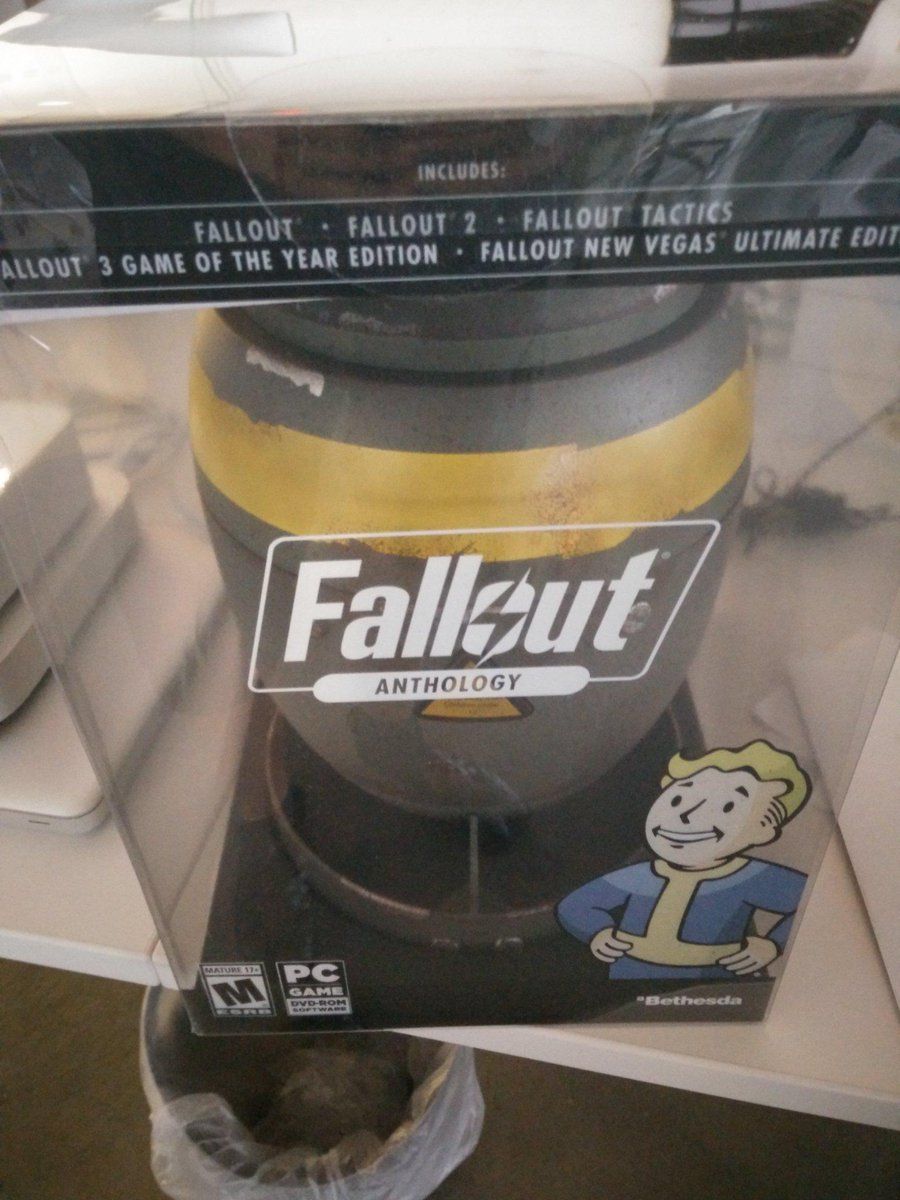 INCLUDES:
FALLOUT • FALLOUT 2 • FALLOUT TACTICS
ALLOUT 3 GAME OF THE YEAR EDITION • FALLOUT NEW VEGAS ULTIMATE EDIT
Fallout
ANTHOLOGY
MATURE 17+
M
ESRB
PC
GAME
DVD-ROM
SOFTWARE
Bethesda